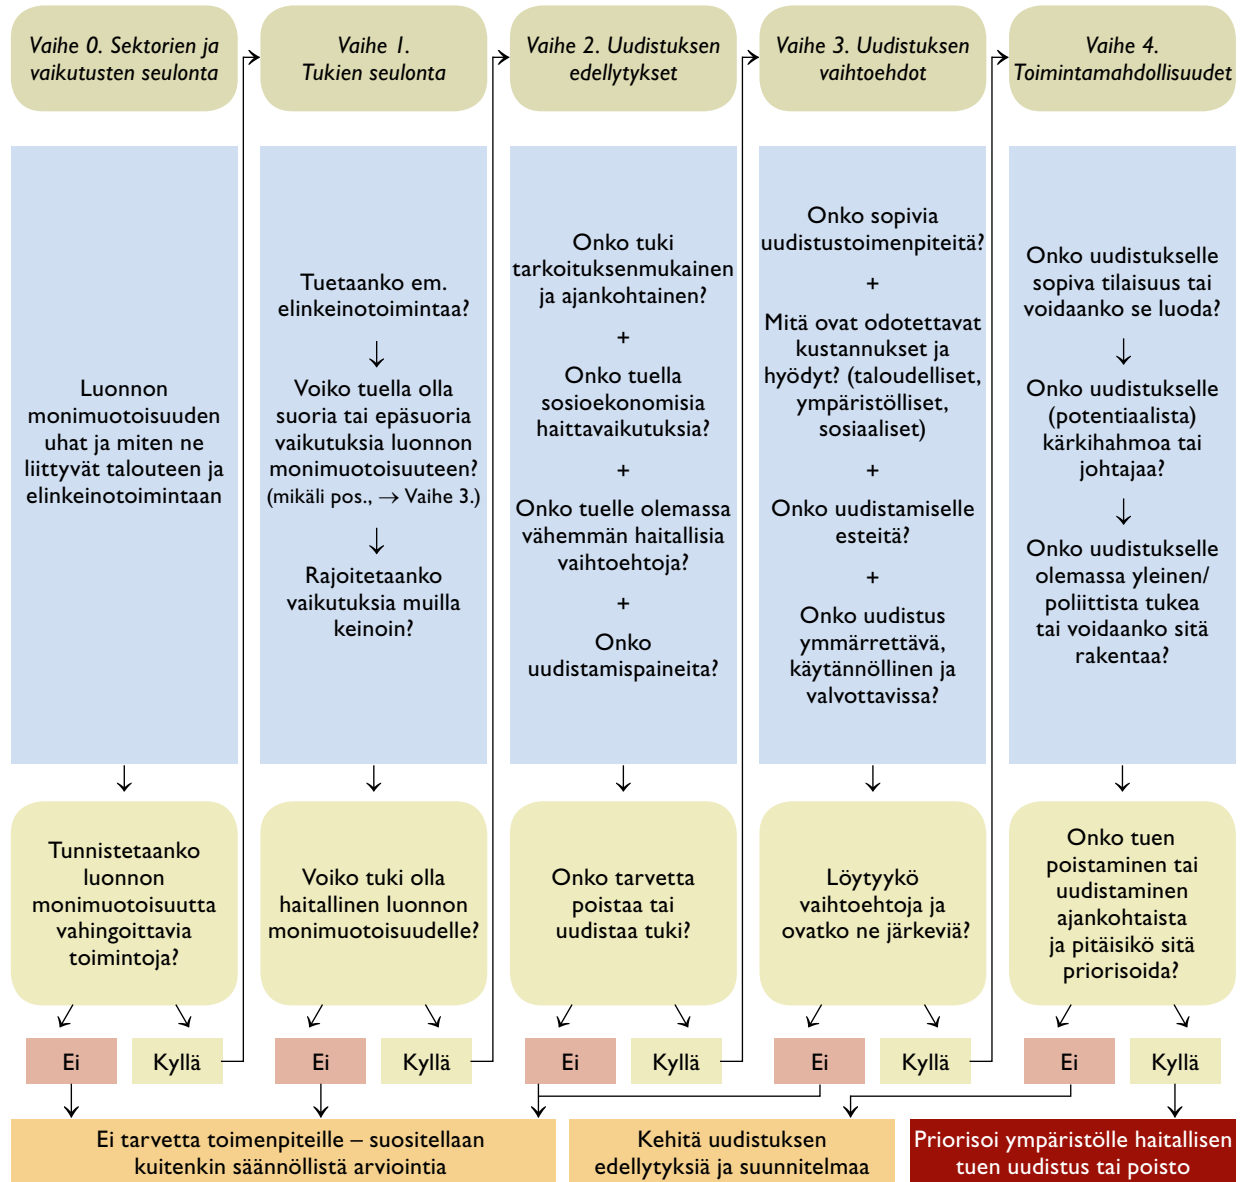 Vaihe 0. Sektorien ja
vaikutusten seulonta
Luonnon
monimuotoisuuden
uhat ja miten ne
liittyvät talouteen ja
elinkeinotoimintaan
Tunnistetaanko
luonnon
monimuotoisuutta
vahingoittavia
toimintoja?
Ei
Kyllä
Vaihe 1.
Tukien seulonta
Tuetaanko em.
elinkeinotoimintaa?
Voiko tuella olla
suoria tai epäsuoria
vaikutuksia luonnon
monimuotoisuuteen?
(mikäli pos., → Vaihe 3.)
Rajoitetaanko
vaikutuksia muilla
keinoin?
Voiko tuki olla
haitallinen luonnon
monimuotoisuudelle?
Ei
Kyllä
Vaihe 2. Uudistuksen
edellytykset
Onko tuki
tarkoituksenmukainen
ja ajankohtainen?
+
Onko tuella
sosioekonomisia
haittavaikutuksia?
+
Onko tuelle olemassa
vähemmän haitallisia
vaihtoehtoja?
+
Onko
uudistamispaineita?
Onko tarvetta
poistaa tai
uudistaa tuki?
Ei
Kyllä
Vaihe 3. Uudistuksen
vaihtoehdot
Onko sopivia
uudistustoimenpiteitä?
+
Mitä ovat odotettavat
kustannukset ja
hyödyt? (taloudelliset,
ympäristölliset,
sosiaaliset)
+
Onko uudistamiselle
esteitä?
+
Onko uudistus
ymmärrettävä,
käytännöllinen ja
valvottavissa?
Löytyykö
vaihtoehtoja ja
ovatko ne järkeviä?
Ei
Kyllä
Vaihe 4.
Toimintamahdollisuudet
Onko uudistukselle
sopiva tilaisuus tai
voidaanko se luoda?
Onko uudistukselle
(potentiaalista)
kärkihahmoa tai
johtajaa?
Onko uudistukselle
olemassa yleinen/
poliittista tukea
tai voidaanko sitä
rakentaa?
Onko tuen
poistaminen tai
uudistaminen
ajankohtaista
ja pitäisikö sitä
priorisoida?
Ei
Kyllä
Ei tarvetta toimenpiteille – suositellaan
kuitenkin säännöllistä arviointia
Kehitä uudistuksen
edellytyksiä ja suunnitelmaa
Priorisoi ympäristölle haitallisen
tuen uudistus tai poisto